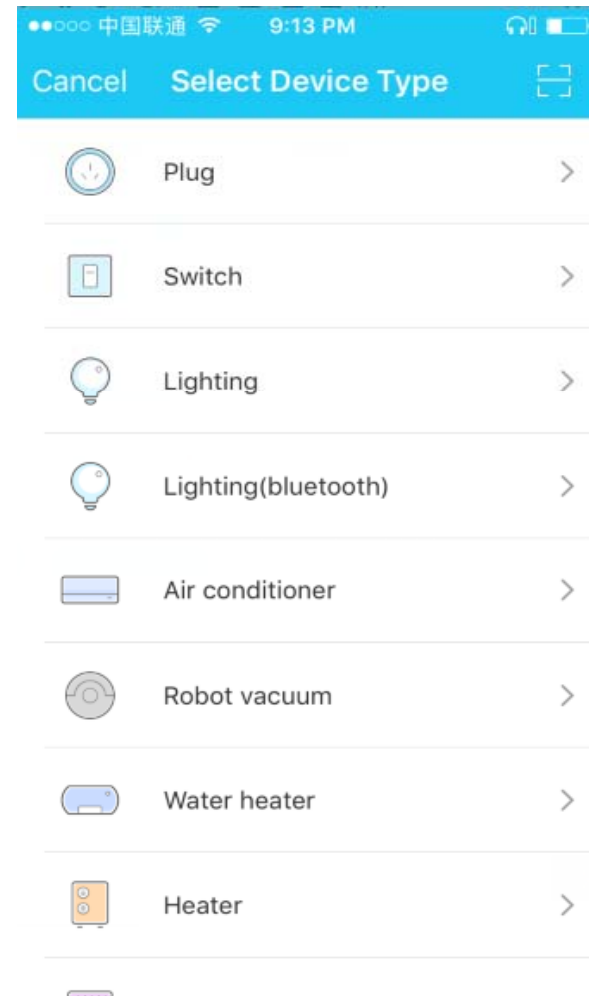 中国联通 9:13 PM
Cancel Select Device Type
Plug
Switch
Lighting
Lighting(bluetooth)
Air conditioner
Robot vacuum
Water heater
Heater